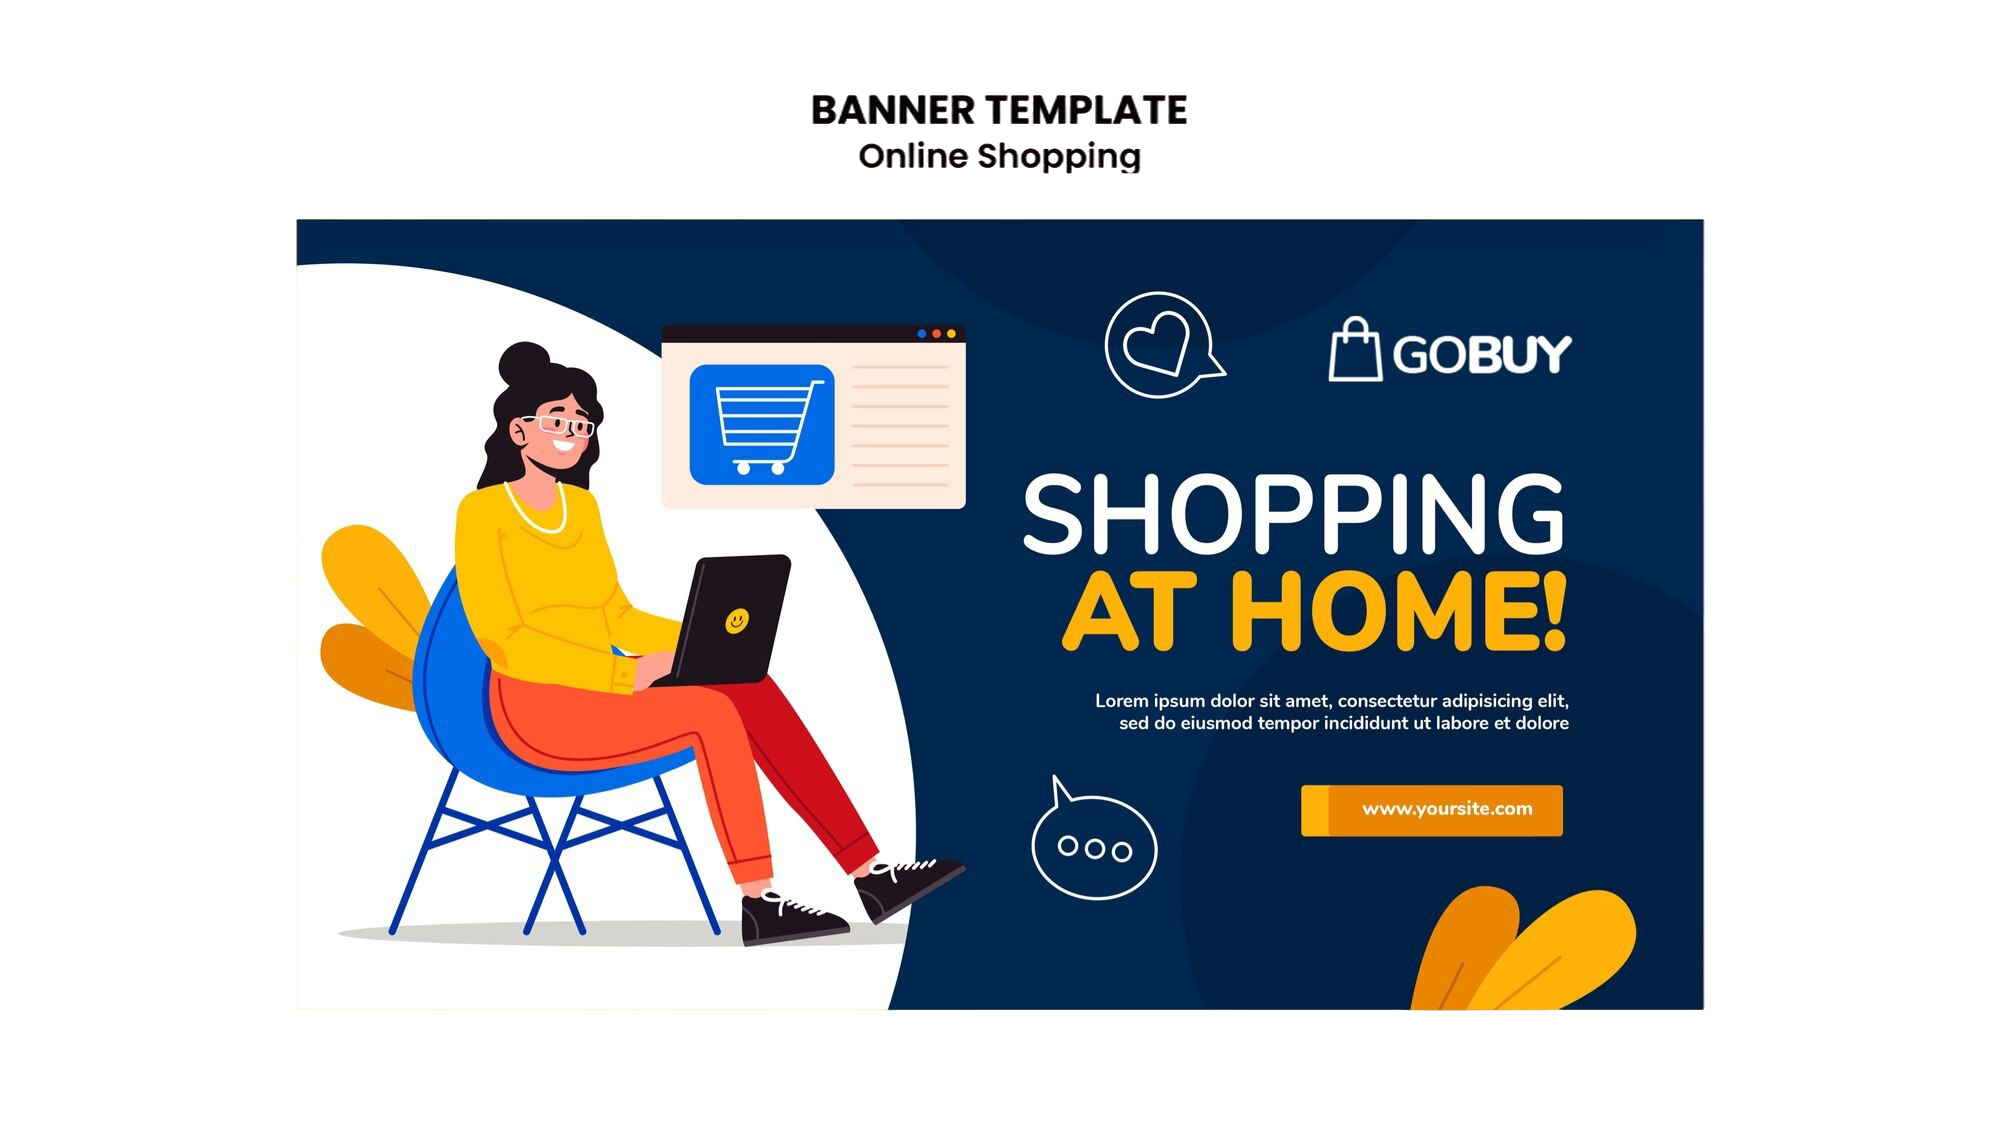 BANNER TEMPLATE
Online Shopping
GOBUY
SHOPPING
AT HOME!
Lorem ipsum dolor sit amet, consectetur adipisicing elit,
sed do eiusmod tempor incididunt ut labore et dolore
www.yoursite.com